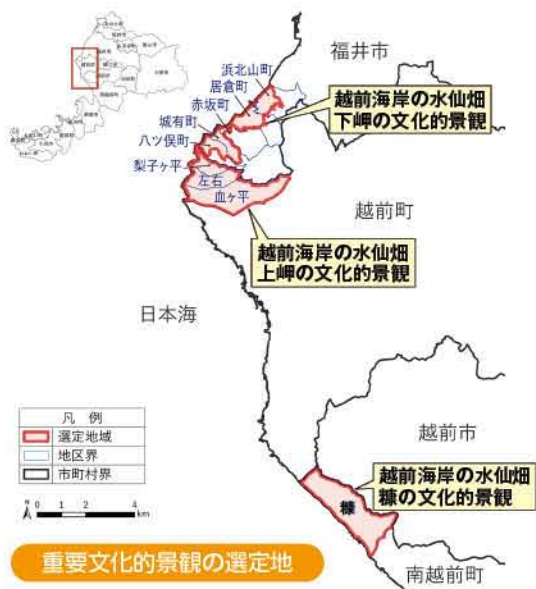 福井市
浜北山町
居倉町
赤坂町
城有町
八ツ俣町
梨子ヶ平
左右
血ヶ平
越前海岸の水仙畑
下岬の文化的景観
越前町
越前海岸の水仙畑
上岬の文化的景観
日本海
凡 例
選定地域
地区界
市町村界
N
0 1 2 4
km
越前市
越前海岸の水仙畑
糠の文化的景観
糠
南越前町
重要文化的景観の選定地